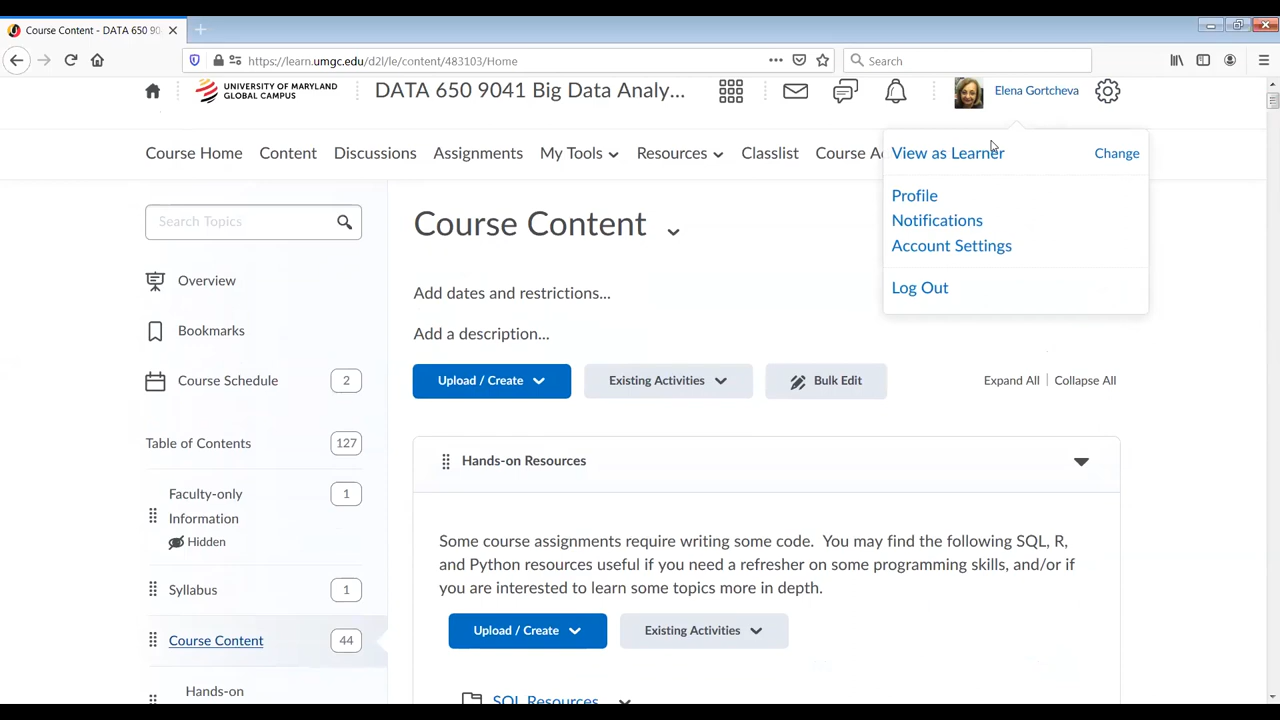 Course Content - DATA 650 90
https://learn.umgc.edu/d2l/le/content/483103/Home
Search
UNIVERSITY OF MARYLAND
GLOBAL CAMPUS
DATA 650 9041 Big Data Analy...
Elena Gortcheva
Course Home
Content
Discussions
Assignments
My Tools
Resources
Classlist
Course Ac
View as Learner
Change
Profile
Notifications
Account Settings
Log Out
Search Topics
Overview
Bookmarks
Course Schedule
2
Table of Contents
127
Faculty-only
Information
1
Hidden
Syllabus
1
Course Content
44
Hands-on
Course Content
Add dates and restrictions...
Add a description...
Upload / Create
Existing Activities
Bulk Edit
Expand All
Collapse All
Hands-on Resources
Some course assignments require writing some code. You may find the following SQL, R,
and Python resources useful if you need a refresher on some programming skills, and/or if
you are interested to learn some topics more in depth.
Upload / Create
Existing Activities
SQL Resources